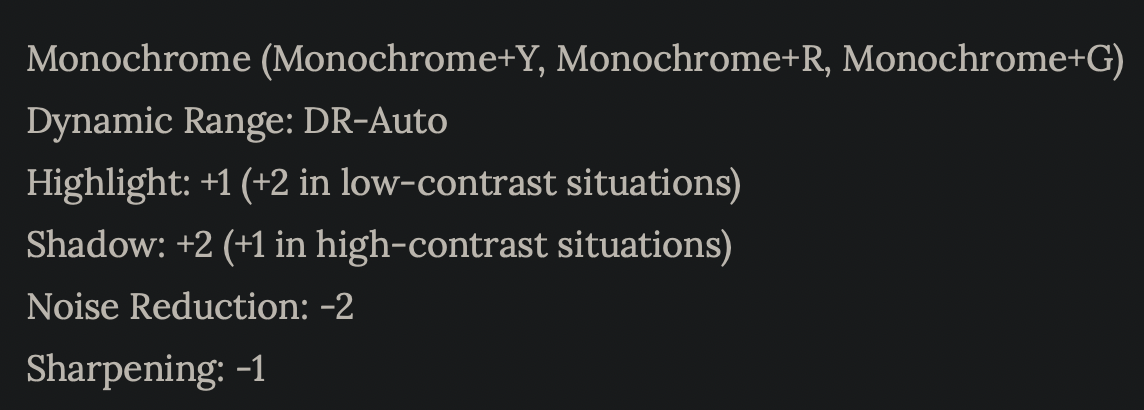 Monochrome (Monochrome+Y, Monochrome+R, Monochrome+G)
Dynamic Range: DR-Auto
Highlight: +1 (+2 in low-contrast situations)
Shadow: +2 (+1 in high-contrast situations)
Noise Reduction: -2
Sharpening: -1